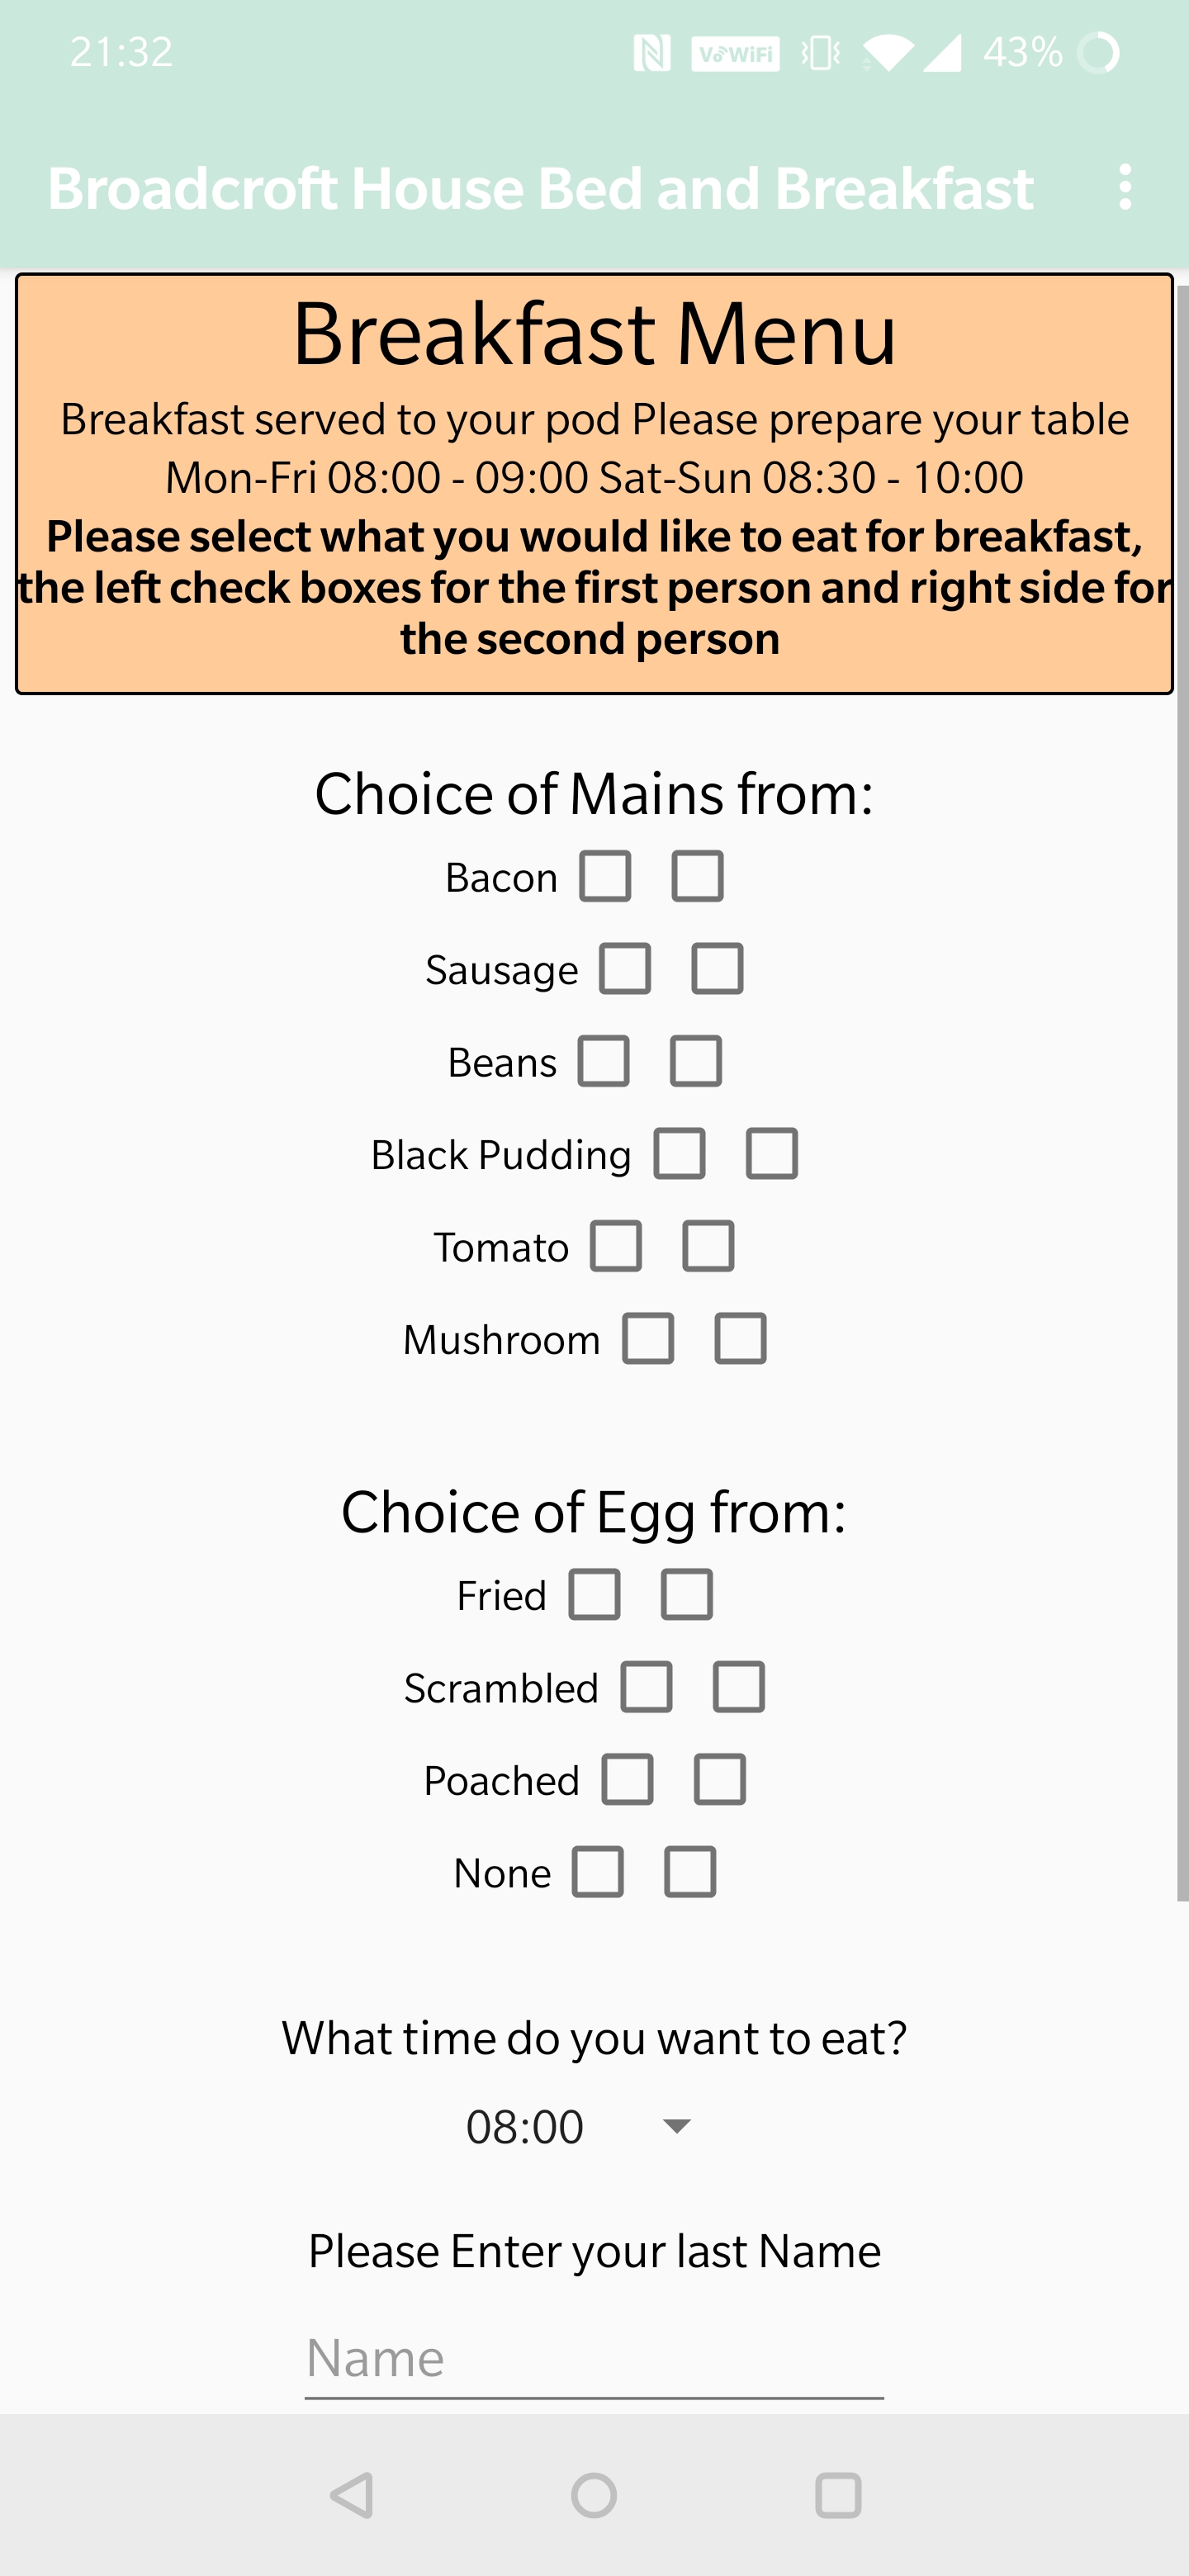 21:32
VoWiFi
43%
Broadcroft House Bed and Breakfast
Breakfast Menu
Breakfast served to your pod Please prepare your table
Mon-Fri 08:00 - 09:00 Sat-Sun 08:30 - 10:00
Please select what you would like to eat for breakfast,
the left check boxes for the first person and right side for
the second person
Choice of Mains from:
Bacon
Sausage
Beans
Black Pudding
Tomato
Mushroom
Choice of Egg from:
Fried
Scrambled
Poached
None
What time do you want to eat?
08:00
Please Enter your last Name
Name